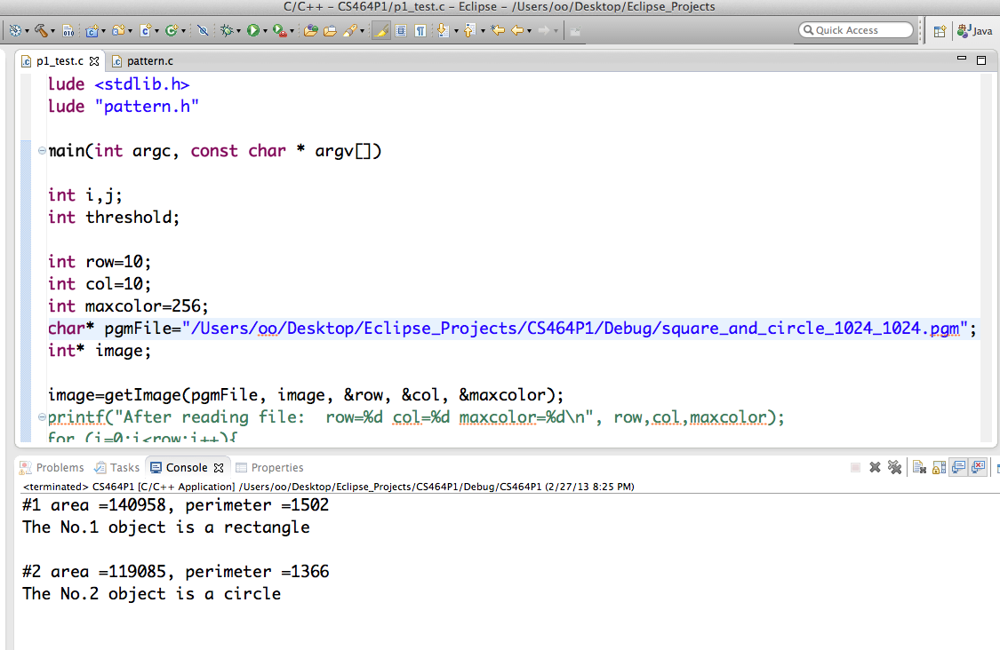 C/C++ – CS464P1/p1_test.c – Eclipse – /Users/oo/Desktop/Eclipse_Projects
Quick Access
Java
p1_test.c
pattern.c
lude <stdlib.h>
lude "pattern.h"
main(int argc, const char * argv[])
int i,j;
int threshold;
int row=10;
int col=10;
int maxcolor=256;
char* pgmFile="/Users/oo/Desktop/Eclipse_Projects/CS464P1/Debug/square_and_circle_1024_1024.pgm";
int* image;
image=getImage(pgmFile, image, &row, &col, &maxcolor);
printf("After reading file:  row=%d col=%d maxcolor=%d\n", row,col,maxcolor);
for (i=0;i<row;i++){
Problems
Tasks
Console
Properties
<terminated> CS464P1 [C/C++ Application] /Users/oo/Desktop/Eclipse_Projects/CS464P1/Debug/CS464P1 (2/27/13 8:25 PM)
#1 area =140958, perimeter =1502
The No.1 object is a rectangle
#2 area =119085, perimeter =1366
The No.2 object is a circle